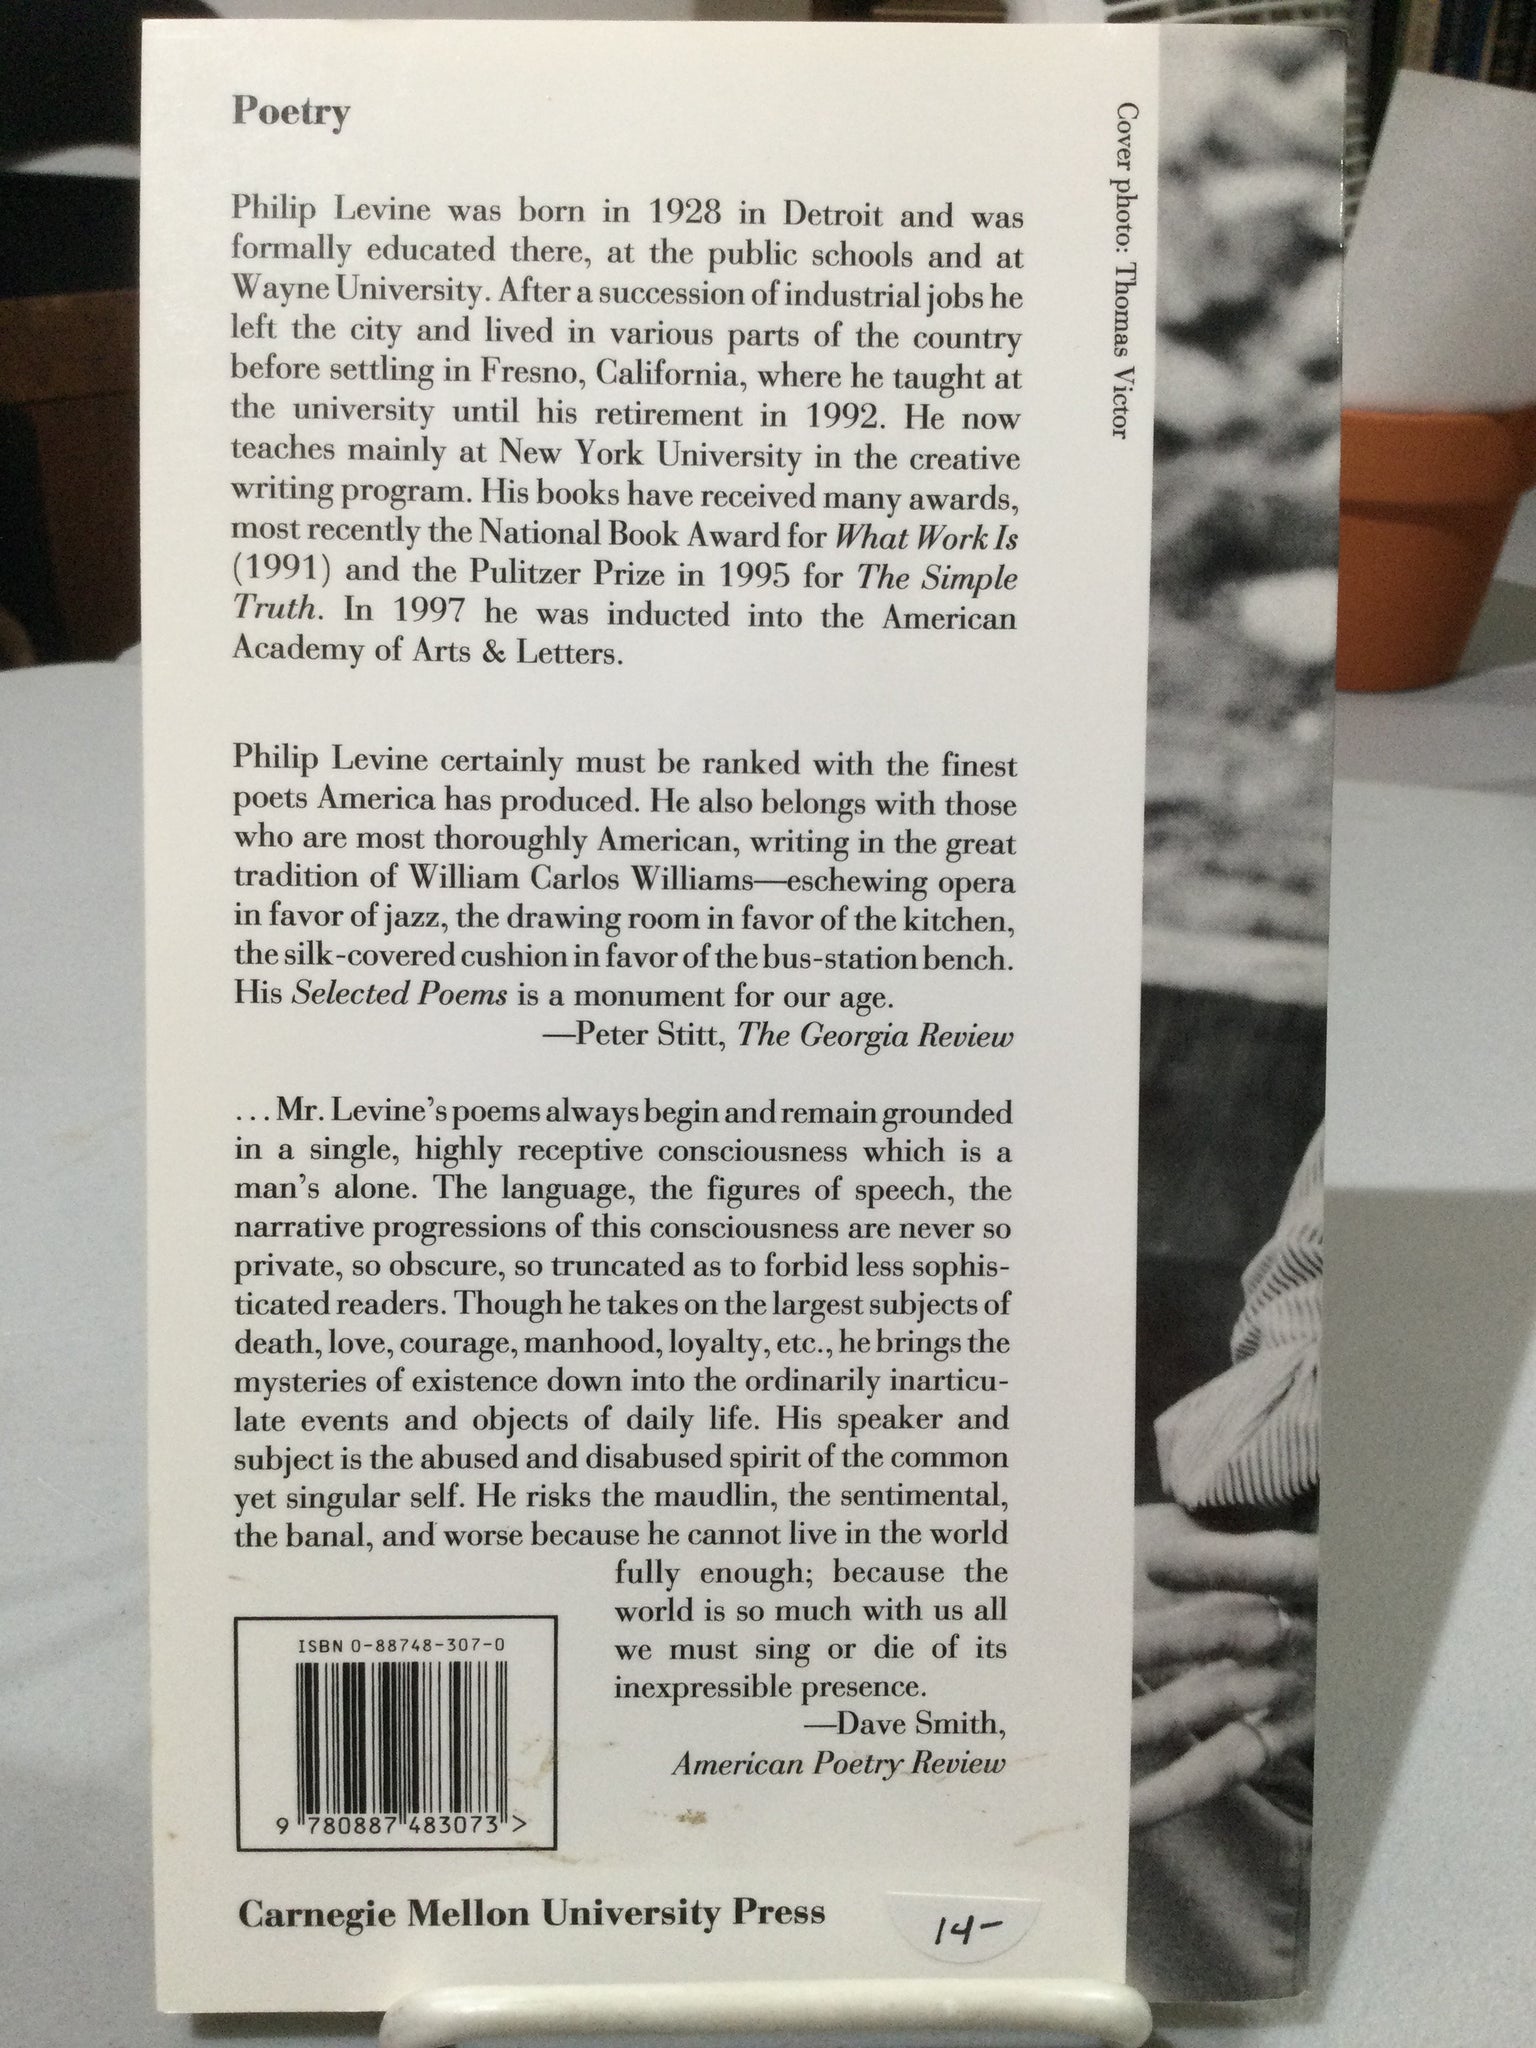 Poetry
Philip Levine was born in 1928 in Detroit and was
formally educated there, at the public schools and at
Wayne University. After a succession of industrial jobs he
left the city and lived in various parts of the country
before settling in Fresno, California, where he taught at
the university until his retirement in 1992. He now
teaches mainly at New York University in the creative
writing program. His books have received many awards,
most recently the National Book Award for What Work Is
(1991) and the Pulitzer Prize in 1995 for The Simple
Truth. In 1997 he was inducted into the American
Academy of Arts & Letters.
Philip Levine certainly must be ranked with the finest
poets America has produced. He also belongs with those
who are most thoroughly American, writing in the great
tradition of William Carlos Williams—eschewing opera
in favor of jazz, the drawing room in favor of the kitchen,
the silk-covered cushion in favor of the bus-station bench.
His Selected Poems is a monument for our age.
—Peter Stitt, The Georgia Review
...Mr. Levine's poems always begin and remain grounded
in a single, highly receptive consciousness which is a
man's alone. The language, the figures of speech, the
narrative progressions of this consciousness are never so
private, so obscure, so truncated as to forbid less sophis-
ticated readers. Though he takes on the largest subjects of
death, love, courage, manhood, loyalty, etc., he brings the
mysteries of existence down into the ordinarily inarticu-
late events and objects of daily life. His speaker and
subject is the abused and disabused spirit of the common
yet singular self. He risks the maudlin, the sentimental,
the banal, and worse because he cannot live in the world
fully enough; because the
world is so much with us all
we must sing or die of its
inexpressible presence.
—Dave Smith,
American Poetry Review
ISBN 0-88748-307-0
9 780887 483073 >
Carnegie Mellon University Press
14-
Cover photo: Thomas Victor